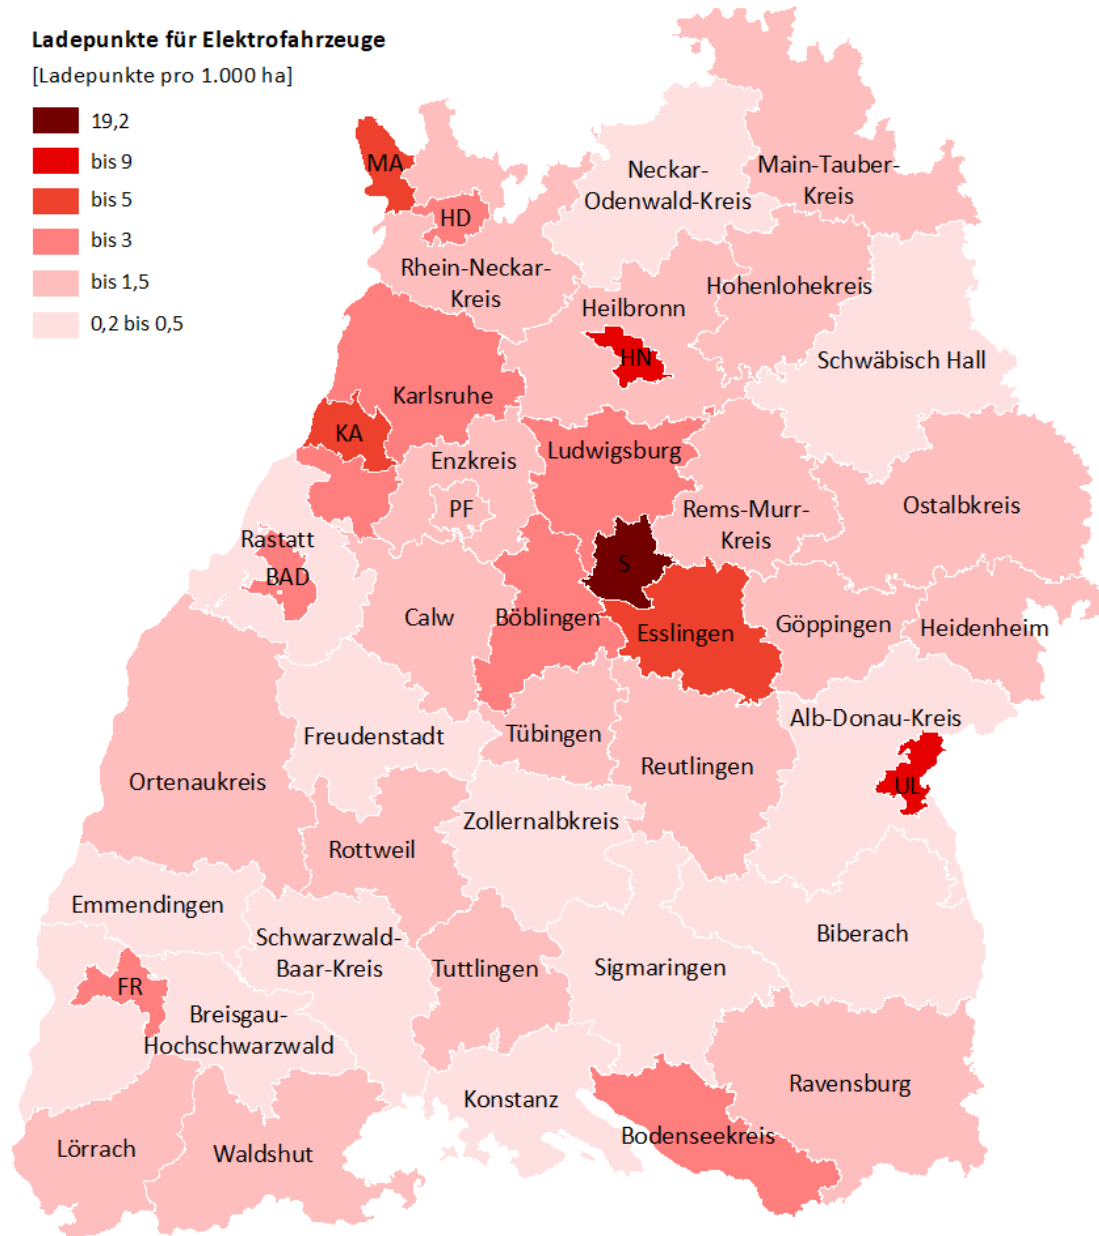 Ladepunkte für Elektrofahrzeuge
[Ladepunkte pro 1.000 ha]
19,2
bis 9
bis 5
bis 3
bis 1,5
0,2 bis 0,5
MA
HD
Neckar-
Odenwald-Kreis
Main-Tauber-
Kreis
Rhein-Neckar-
Kreis
Heilbronn
HN
Hohenlohekreis
Schwäbisch Hall
Karlsruhe
KA
Enzkreis
PF
Ludwigsburg
Rems-Murr-
Kreis
Ostalbkreis
Rastatt
BAD
Calw
Böblingen
S
Esslingen
Göppingen
Heidenheim
Freudenstadt
Tübingen
Reutlingen
Alb-Donau-Kreis
UL
Ortenaukreis
Rottweil
Zollernalbkreis
Emmendingen
Schwarzwald-
Baar-Kreis
Tuttlingen
Sigmaringen
Biberach
FR
Breisgau-
Hochschwarzwald
Konstanz
Ravensburg
Bodenseekreis
Lörrach
Waldshut